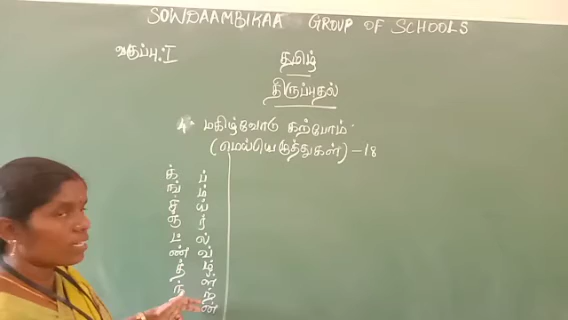 SOWDAAMBIKAA GROUP OF SCHOOLS
வகுப்பு: I
தமிழ்
திருப்புதல்
4. மகிழ்வோடு கற்போம்
(மெய்யெழுத்துகள்) - 18
க் ப்
ங் ம்
ச் ய்
ஞ் ர்
ட் ல்
ண் வ்
த் ழ்
ந் ள்
ற்
ன்